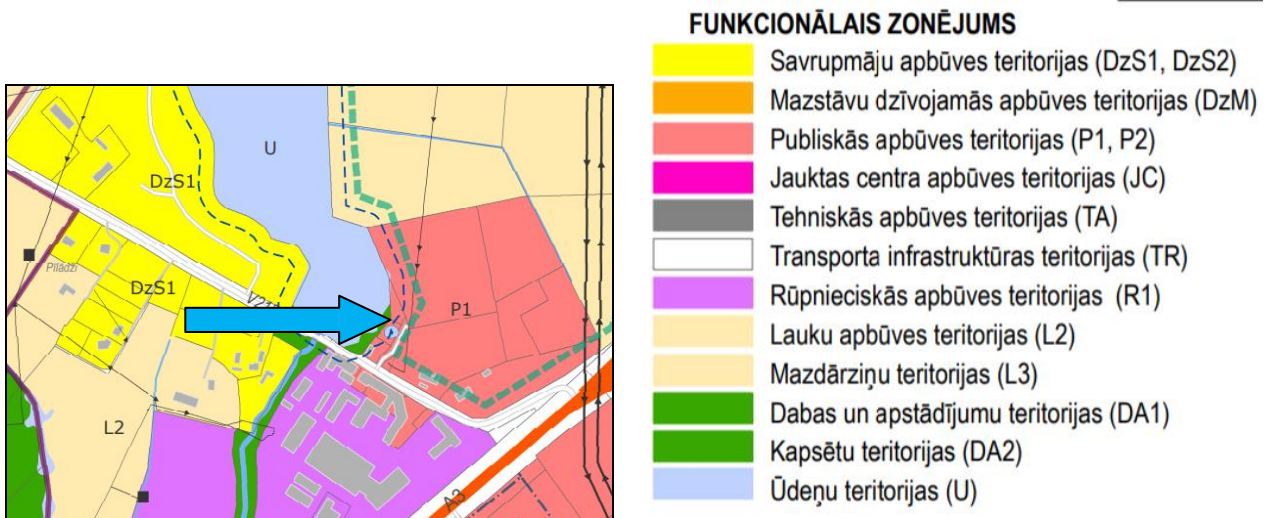 FUNKCIONĀLAIS ZONĒJUMS
Savrupmāju apbūves teritorijas (DzS1, DzS2)
Mazstāvu dzīvojamās apbūves teritorijas (DzM)
Publiskās apbūves teritorijas (P1, P2)
Jauktas centra apbūves teritorijas (JC)
Tehniskās apbūves teritorijas (TA)
Transporta infrastruktūras teritorijas (TR)
Rūpnieciskās apbūves teritorijas (R1)
Lauku apbūves teritorijas (L2)
Mazdārziņu teritorijas (L3)
Dabas un apstādījumu teritorijas (DA1)
Kapsētu teritorijas (DA2)
Ūdeņu teritorijas (U)
U
DzS1
Pīlādži
DzS1
P1
L2
A3